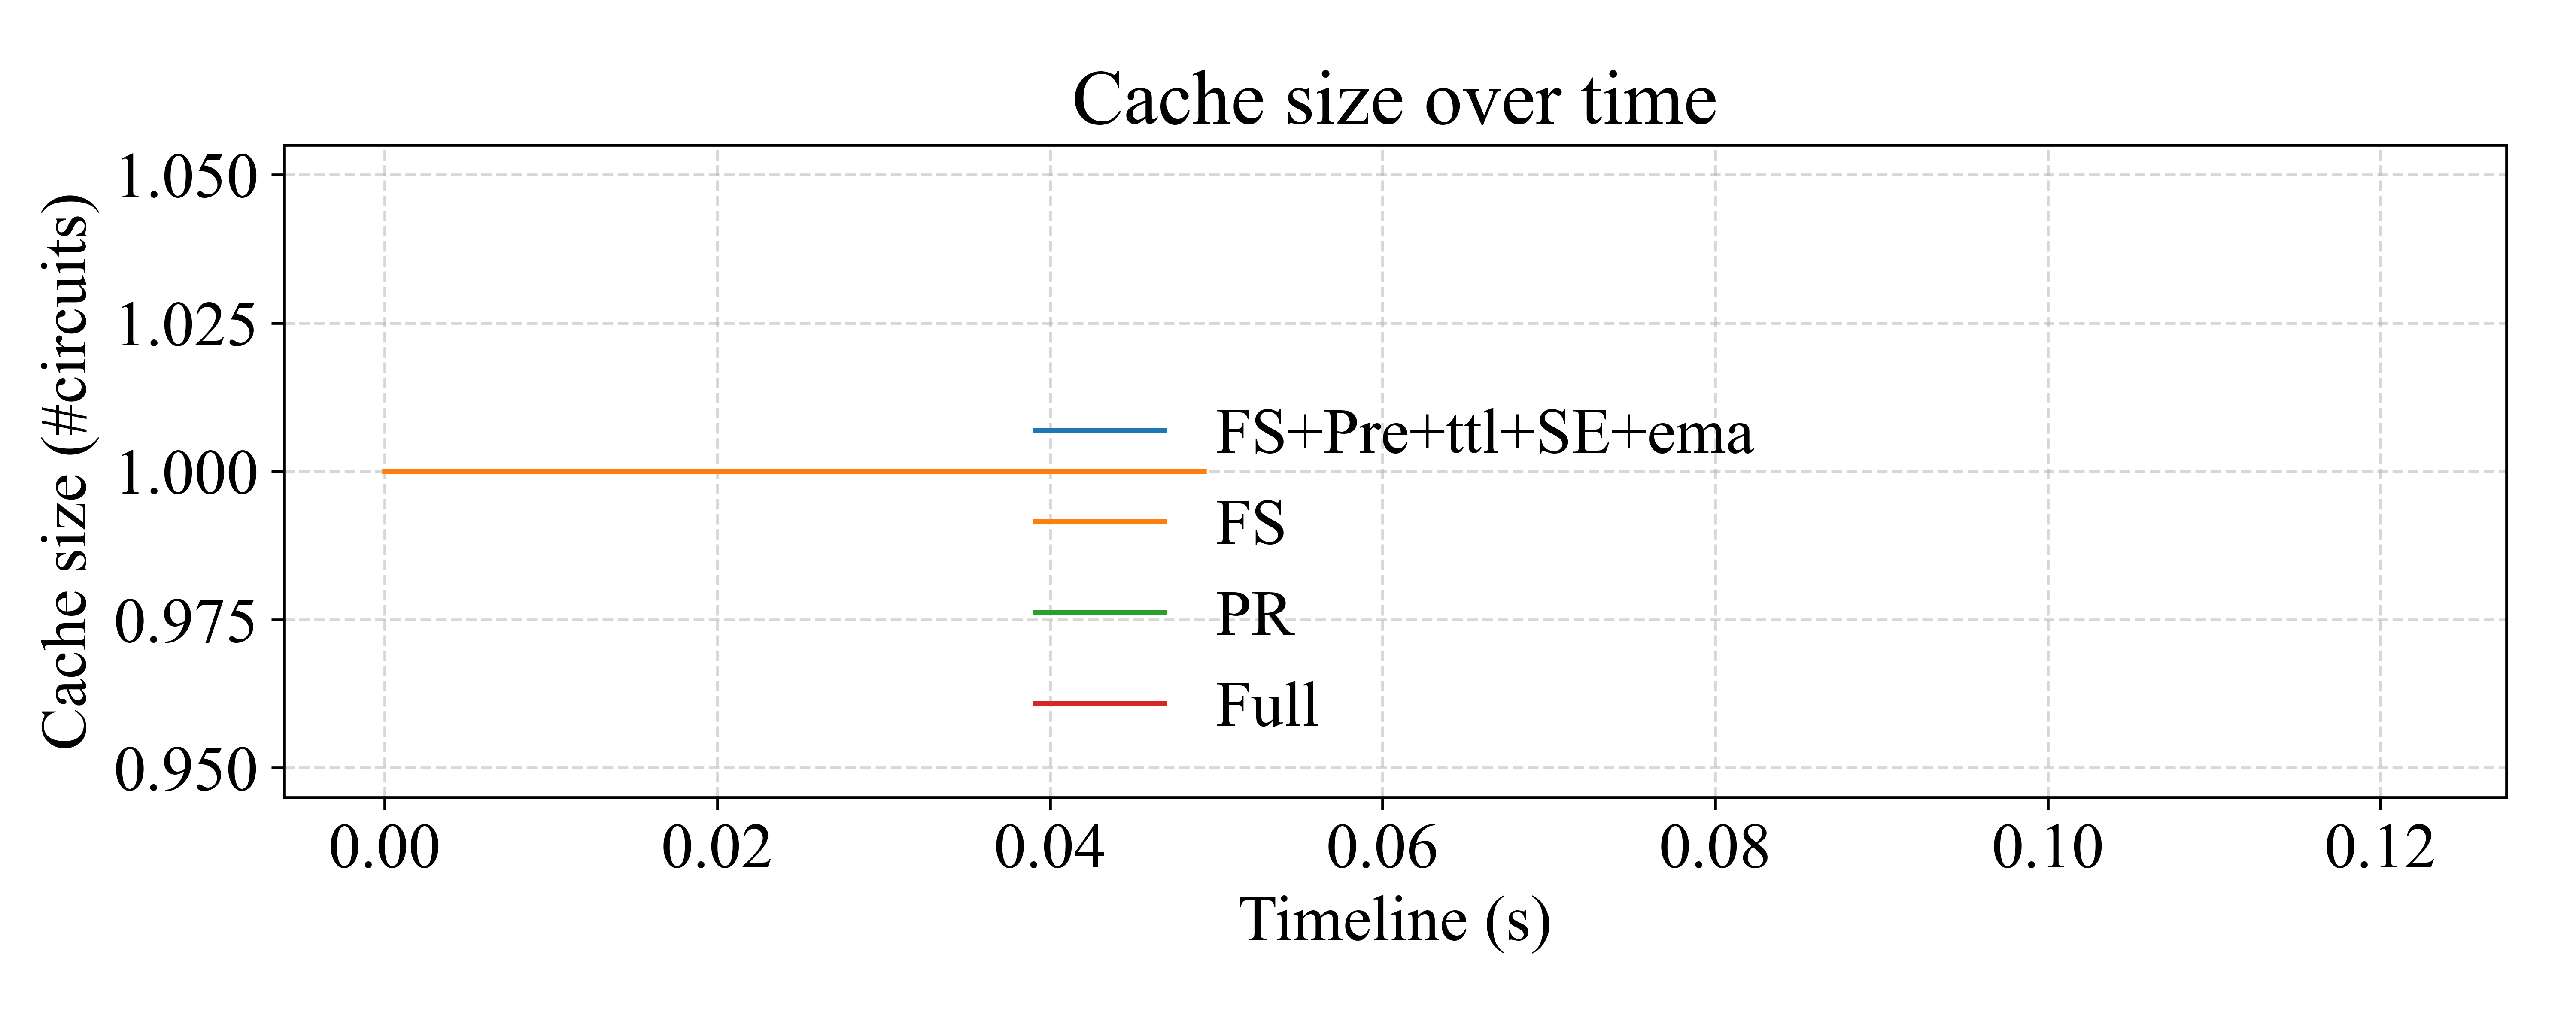 Cache size over time
Cache size (#circuits)
1.050
1.025
1.000
0.975
0.950
FS+Pre+ttl+SE+ema
FS
PR
Full
0.00 0.02 0.04 0.06 0.08 0.10 0.12
Timeline (s)